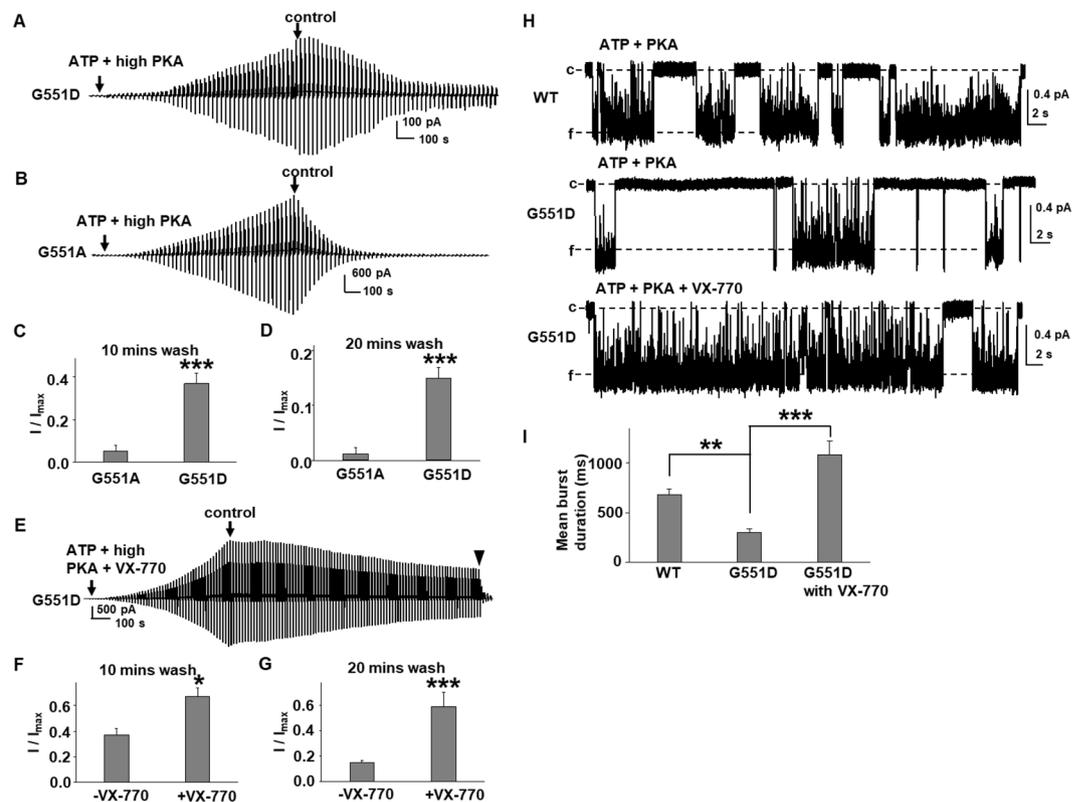 A
control
ATP + high PKA
G551D
100 pA
100 s
B
control
ATP + high PKA
G551A
600 pA
100 s
C
10 mins wash
***
I / Imax
0.4
0.2
0.0
G551A
G551D
D
20 mins wash
***
I / Imax
0.2
0.1
0.0
G551A
G551D
E
control
ATP + high
PKA + VX-770
G551D
500 pA
100 s
F
10 mins wash
*
I / Imax
0.6
0.4
0.2
0.0
-VX-770
+VX-770
G
20 mins wash
***
I / Imax
0.6
0.4
0.2
0.0
-VX-770
+VX-770
H
ATP + PKA
c
WT
f
0.4 pA
2 s
ATP + PKA
c
G551D
f
0.4 pA
2 s
ATP + PKA + VX-770
c
G551D
f
0.4 pA
2 s
I
**
***
Mean burst
duration (ms)
1000
500
0
WT
G551D
G551D
with VX-770